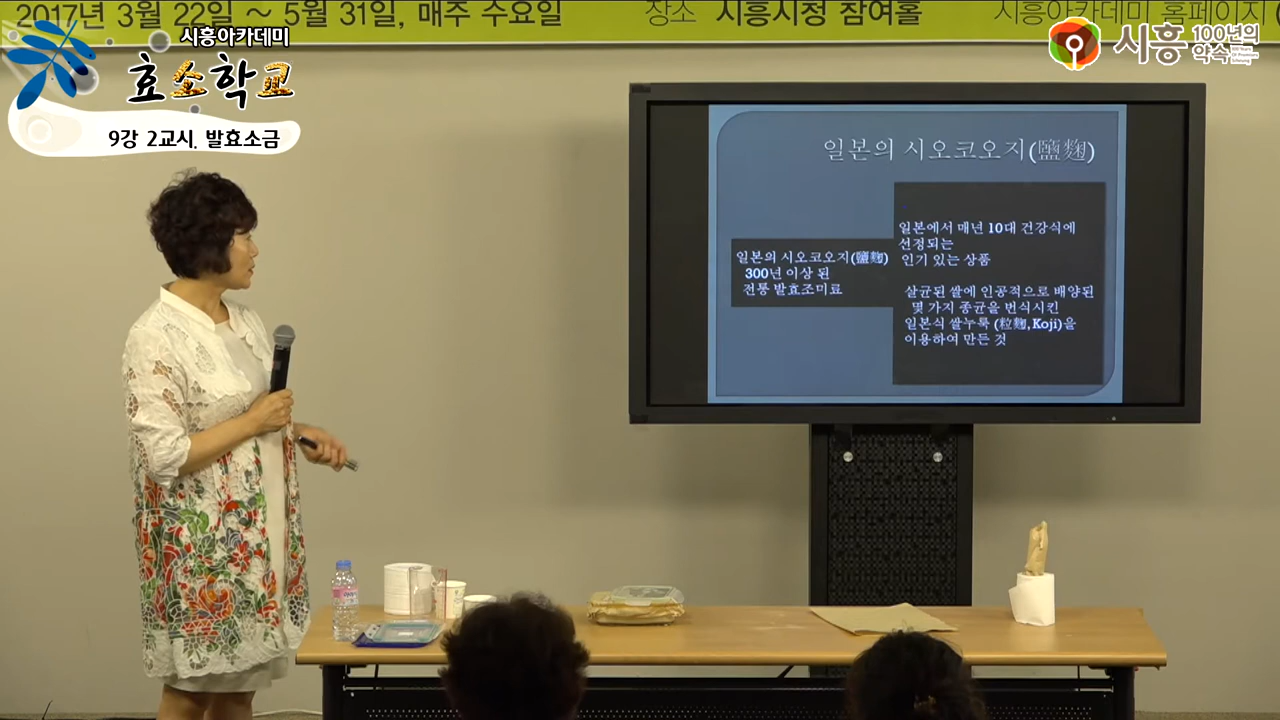 2017년 3월 22일 ~ 5월 31일, 매주 수요일
장소 시흥시청 참여홀
시흥아카데미 홈페이지 (
시흥아카데미
효소학교
9강 2교시. 발효소금
시흥 100년의
약속
일본의 시오코오지(鹽麹)
일본의 시오코오지(鹽麹)
300년 이상 된
전통 발효조미료
일본에서 매년 10대 건강식에
선정되는
인기 있는 상품
살균된 쌀에 인공적으로 배양된
몇 가지 종균을 번식시킨
일본식 쌀누룩 (粒麹,Koji)을
이용하여 만든 것